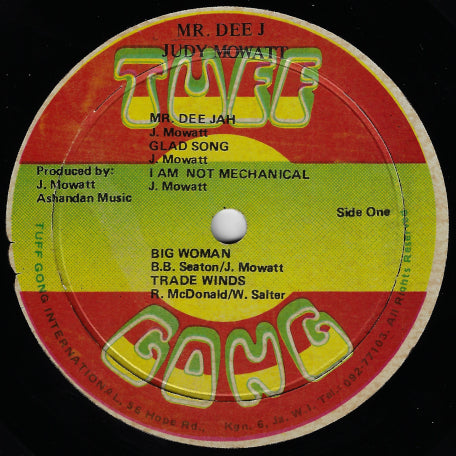 MR. DEE J
JUDY MOWATT
TUFF
MR. DEE JAH
J. Mowatt
GLAD SONG
J. Mowatt
I AM NOT MECHANICAL
J. Mowatt
Produced by:
J. Mowatt
Ashandan Music
Side One
BIG WOMAN
B.B. Seaton/J. Mowatt
TRADE WINDS
R. McDonald/W. Salter
GONG
TUFF GONG INTERNATIONAL, 56 Hope Rd., Kgn. 6, Ja. W.I. Tel.: 092-77103. All Rights Reserved